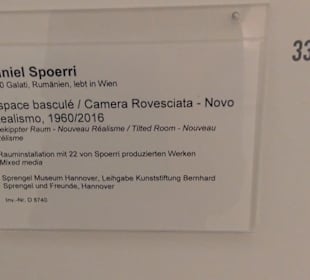 niel Spoerri
0 Galati, Rumänien, lebt in Wien
space basculé / Camera Rovesciata - Novo
ealismo, 1960/2016
ekippter Raum - Nouveau Réalisme / Tilted Room - Nouveau
éalisme
Rauminstallation mit 22 von Spoerri produzierten Werken
Mixed media
Sprengel Museum Hannover, Leihgabe Kunststiftung Bernhard
Sprengel und Freunde, Hannover
Inv.-Nr. D 6740
33